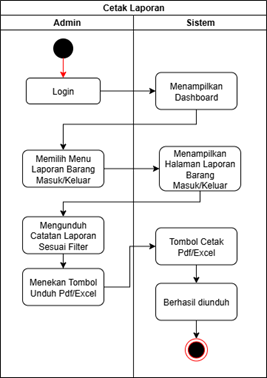 Cetak Laporan
Admin
Sistem
Login
Menampilkan
Dashboard
Memilih Menu
Laporan Barang
Masuk/Keluar
Menampilkan
Halaman Laporan
Barang
Masuk/Keluar
Mengunduh
Catatan Laporan
Sesuai Filter
Menekan Tombol
Unduh Pdf/Excel
Tombol Cetak
Pdf/Excel
Berhasil diunduh